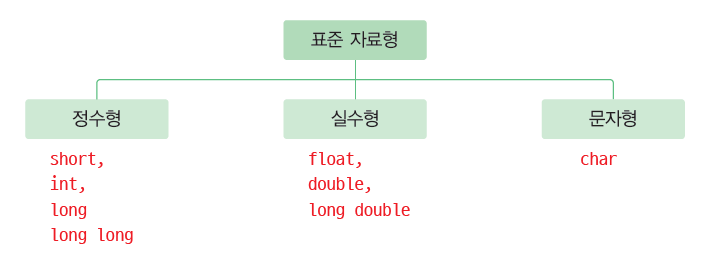 표준 자료형
정수형
short,
int,
long
long long
실수형
float,
double,
long double
문자형
char